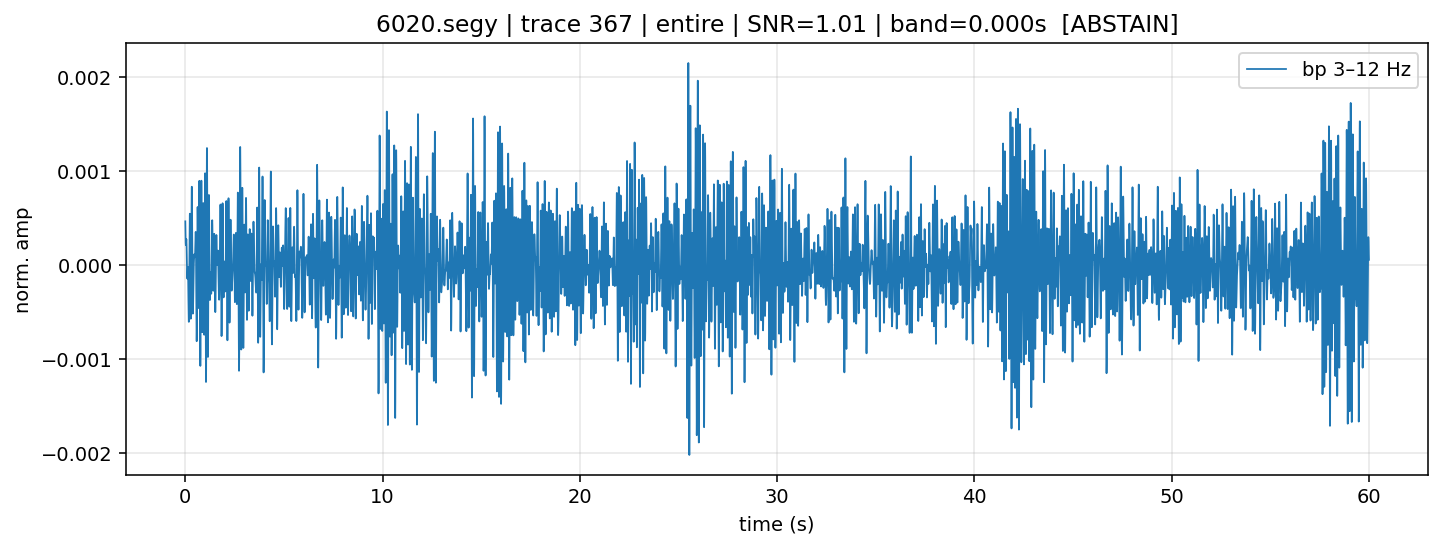 6020.segy | trace 367 | entire | SNR=1.01 | band=0.000s [ABSTAIN]
bp 3–12 Hz
norm. amp
0.002
0.001
0.000
−0.001
−0.002
0 10 20 30 40 50 60
time (s)